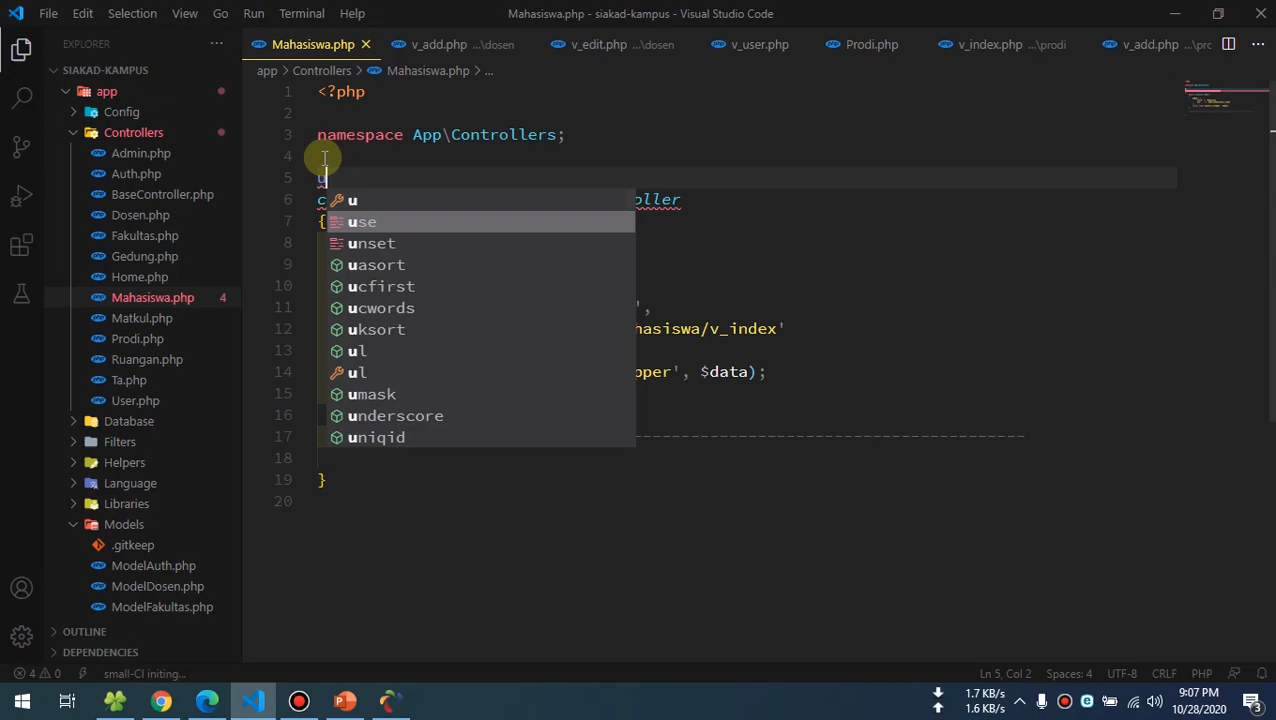 File Edit Selection View Go Run Terminal Help
Mahasiswa.php - siakad-kampus - Visual Studio Code
EXPLORER
Mahasiswa.php
v_add.php ...\dosen
v_edit.php ...\dosen
v_user.php
Prodi.php
v_index.php ...\prodi
v_add.php ...\prc
SIAKAD-KAMPUS
app
Config
Controllers
Admin.php
Auth.php
BaseController.php
Dosen.php
Fakultas.php
Gedung.php
Home.php
Mahasiswa.php 4
Matkul.php
Prodi.php
Ruangan.php
Ta.php
User.php
Database
Filters
Helpers
Language
Libraries
Models
.gitkeep
ModelAuth.php
ModelDosen.php
ModelFakultas.php
OUTLINE
DEPENDENCIES
app > Controllers > Mahasiswa.php > ...
1 <?php
2
3 namespace App\Controllers;
4
5 u
6 c oller
7 {
8
9
10
11 ',
12 hasiswa/v_index'
13
14 pper', $data);
15
16
17 ------------------------------------
18
19 }
20
u
use
unset
uasort
ucfirst
ucwords
uksort
ul
ul
umask
underscore
uniqid
4 0 small-CI initing...
Ln 5, Col 2 Spaces: 4 UTF-8 CRLF PHP
1.7 KB/s
1.6 KB/s
9:07 PM
10/28/2020
3